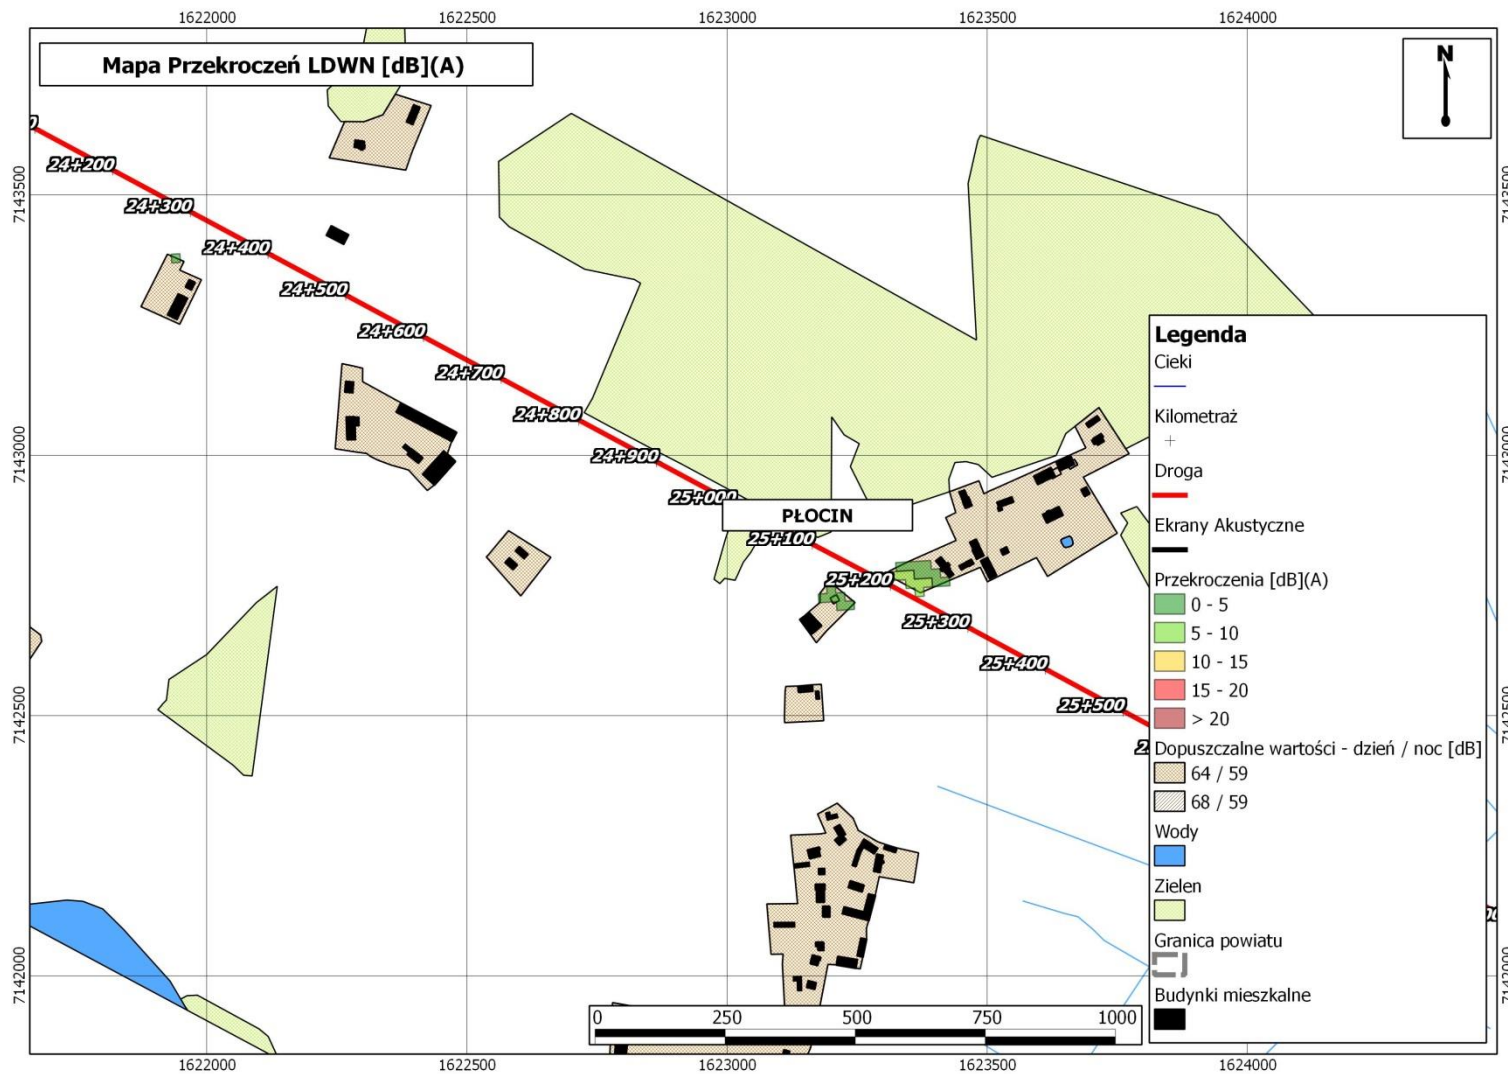 1622000 1622500 1623000 1623500 1624000
Mapa Przekroczeń LDWN [dB](A)
N
24+200
7143500
7143500
24+300
24+400
24+500
24+600
24+700
24+800
24+900
7143000
25+000
PŁOCIN
25+100
25+200
25+300
25+400
25+500
7142500
7142500
7142000
7142000
Legenda
Cieki
Kilometraż
Droga
Ekrany Akustyczne
Przekroczenia [dB](A)
0 - 5
5 - 10
10 - 15
15 - 20
> 20
Dopuszczalne wartości - dzień / noc [dB]
64 / 59
68 / 59
Wody
Zielen
Granica powiatu
Budynki mieszkalne
0 250 500 750 1000
1622000 1622500 1623000 1623500 1624000